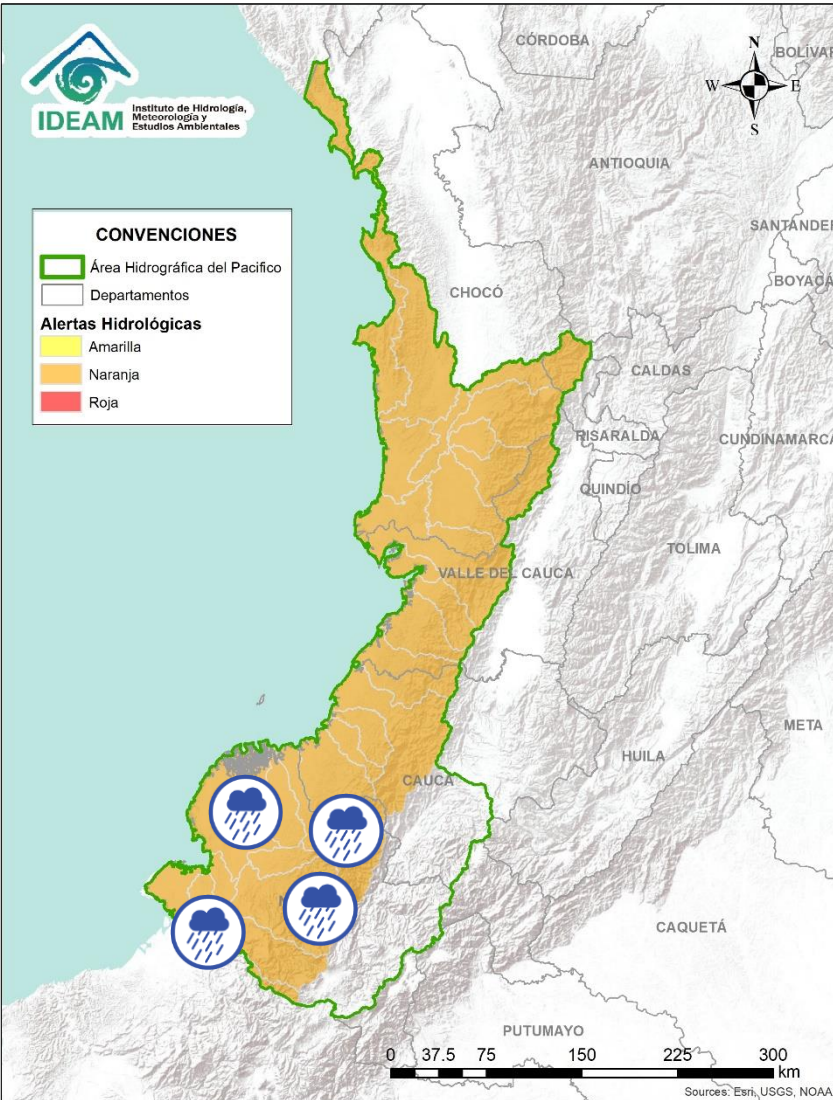 IDEAM
Instituto de Hidrología,
Meteorología y
Estudios Ambientales
CÓRDOBA
BOLÍVAR
N
W
E
S
ANTIOQUIA
SANTANDER
CONVENCIONES
Área Hidrográfica del Pacifico
Departamentos
Alertas Hidrológicas
Amarilla
Naranja
Roja
BOYACÁ
CHOCÓ
CALDAS
RISARALDA
CUNDINAMARCA
QUINDÍO
TOLIMA
VALLE DEL CAUCA
META
HUILA
CAUCA
N
CAQUETÁ
PUTUMAYO
0 37.5 75 150 225 300
km
Sources: Esri, USGS, NOAA